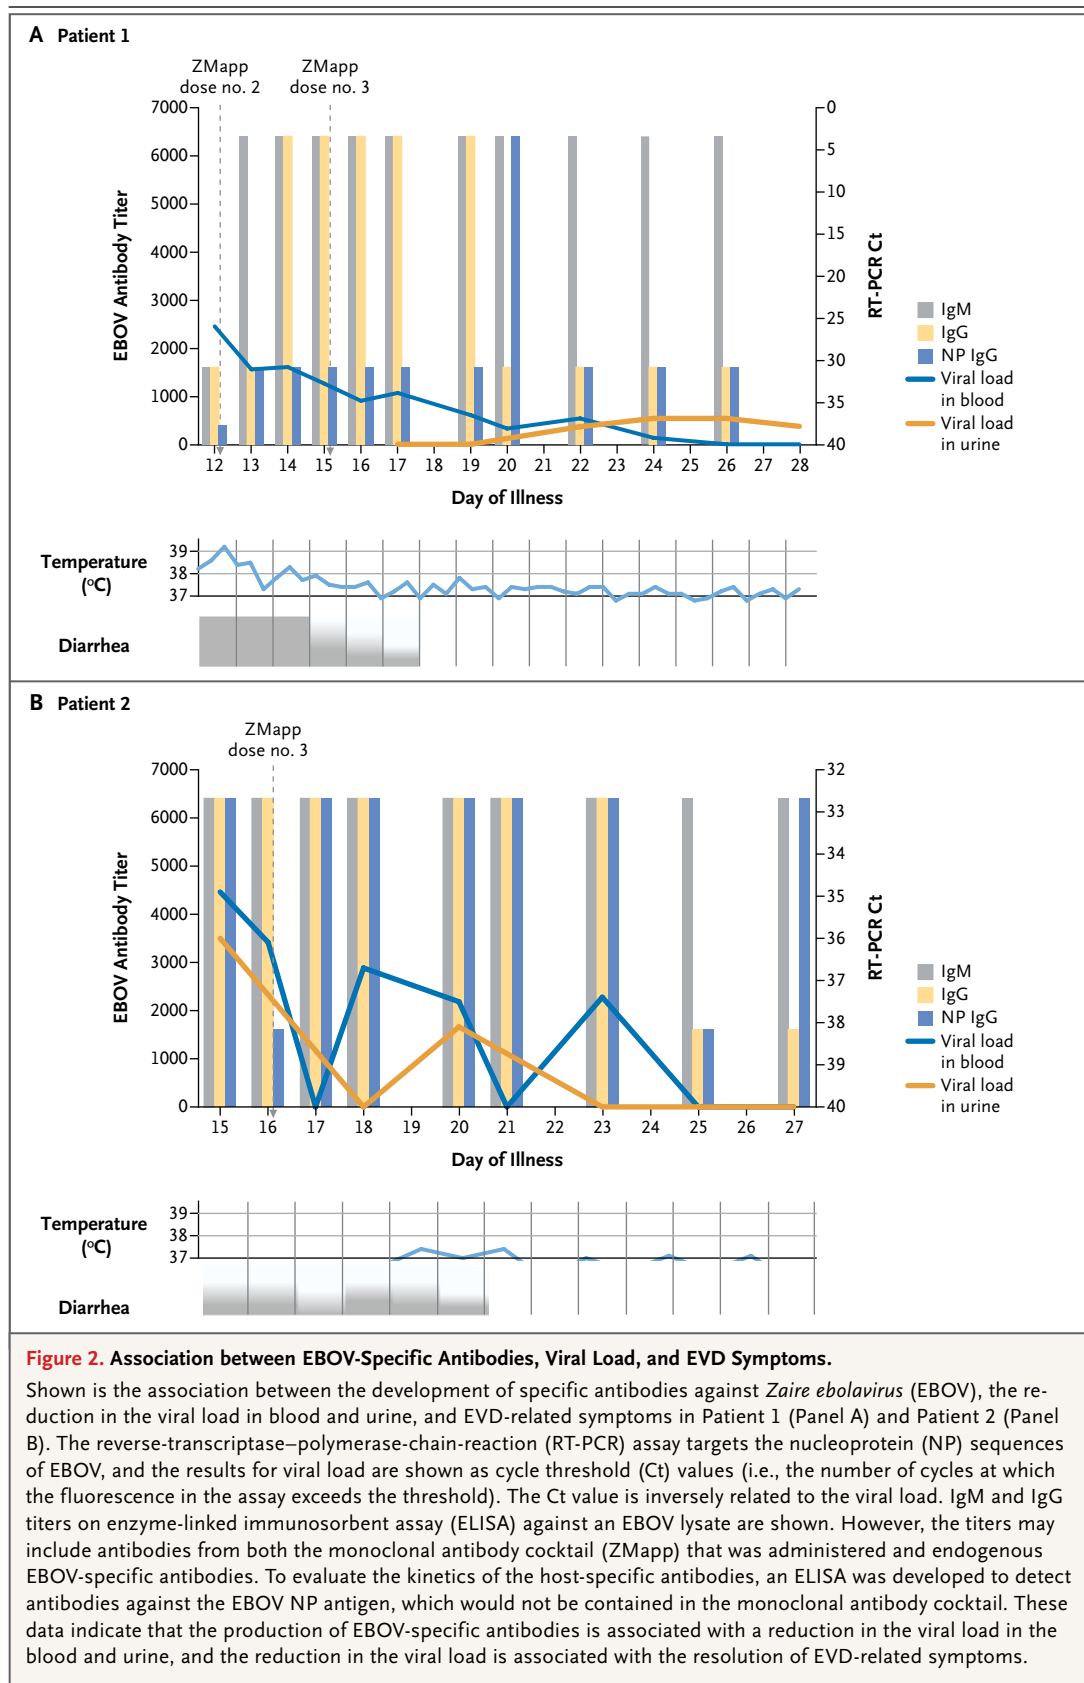 A Patient 1
ZMapp
dose no. 2
ZMapp
dose no. 3
7000
6000
5000
4000
3000
2000
1000
0
EBOV Antibody Titer
0
5
10
15
20
25
30
35
40
RT-PCR Ct
12 13 14 15 16 17 18 19 20 21 22 23 24 25 26 27 28
Day of Illness
IgM
IgG
NP IgG
Viral load
in blood
Viral load
in urine
Temperature
(°C)
39
38
37
Diarrhea
B Patient 2
ZMapp
dose no. 3
7000
6000
5000
4000
3000
2000
1000
0
EBOV Antibody Titer
32
33
34
35
36
37
38
39
40
RT-PCR Ct
15 16 17 18 19 20 21 22 23 24 25 26 27
Day of Illness
IgM
IgG
NP IgG
Viral load
in blood
Viral load
in urine
Temperature
(°C)
39
38
37
Diarrhea
Figure 2. Association between EBOV-Specific Antibodies, Viral Load, and EVD Symptoms.
Shown is the association between the development of specific antibodies against Zaire ebolavirus (EBOV), the re-
duction in the viral load in blood and urine, and EVD-related symptoms in Patient 1 (Panel A) and Patient 2 (Panel
B). The reverse-transcriptase–polymerase-chain-reaction (RT-PCR) assay targets the nucleoprotein (NP) sequences
of EBOV, and the results for viral load are shown as cycle threshold (Ct) values (i.e., the number of cycles at which
the fluorescence in the assay exceeds the threshold). The Ct value is inversely related to the viral load. IgM and IgG
titers on enzyme-linked immunosorbent assay (ELISA) against an EBOV lysate are shown. However, the titers may
include antibodies from both the monoclonal antibody cocktail (ZMapp) that was administered and endogenous
EBOV-specific antibodies. To evaluate the kinetics of the host-specific antibodies, an ELISA was developed to detect
antibodies against the EBOV NP antigen, which would not be contained in the monoclonal antibody cocktail. These
data indicate that the production of EBOV-specific antibodies is associated with a reduction in the viral load in the
blood and urine, and the reduction in the viral load is associated with the resolution of EVD-related symptoms.